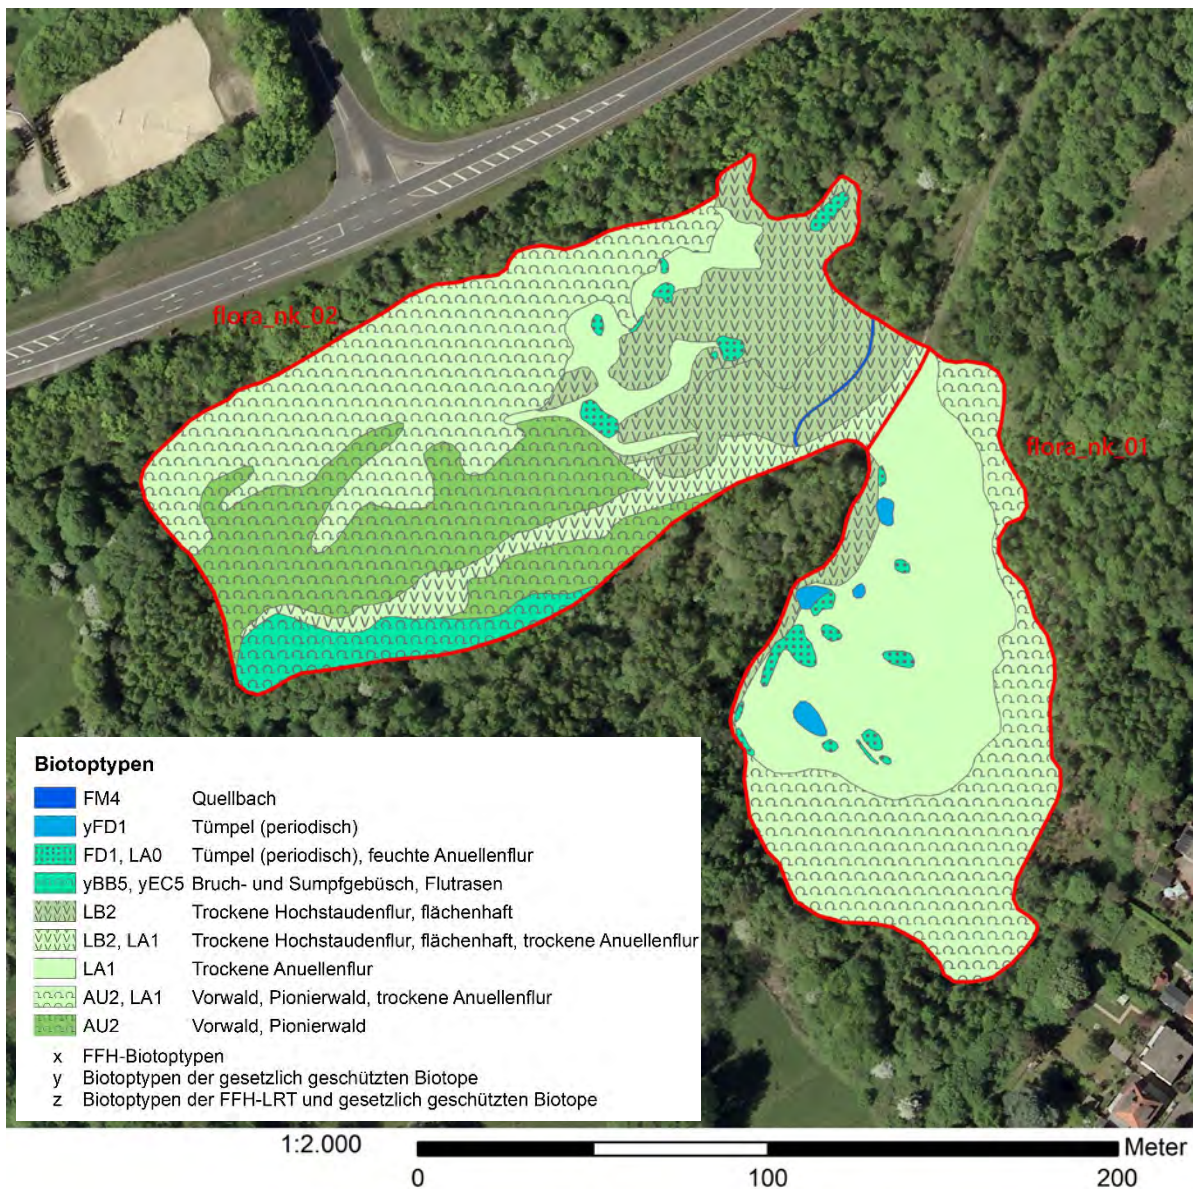 flora_nk_02
flora_nk_01
Biotoptypen
FM4 Quellbach
yFD1 Tümpel (periodisch)
FD1, LA0 Tümpel (periodisch), feuchte Anuellenflur
yBB5, yEC5 Bruch- und Sumpfgebüsch, Flutrasen
LB2 Trockene Hochstaudenflur, flächenhaft
LB2, LA1 Trockene Hochstaudenflur, flächenhaft, trockene Anuellenflur
LA1 Trockene Anuellenflur
AU2, LA1 Vorwald, Pionierwald, trockene Anuellenflur
AU2 Vorwald, Pionierwald
x FFH-Biotoptypen
y Biotoptypen der gesetzlich geschützten Biotope
z Biotoptypen der FFH-LRT und gesetzlich geschützten Biotope
1:2.000 Meter
0 100 200